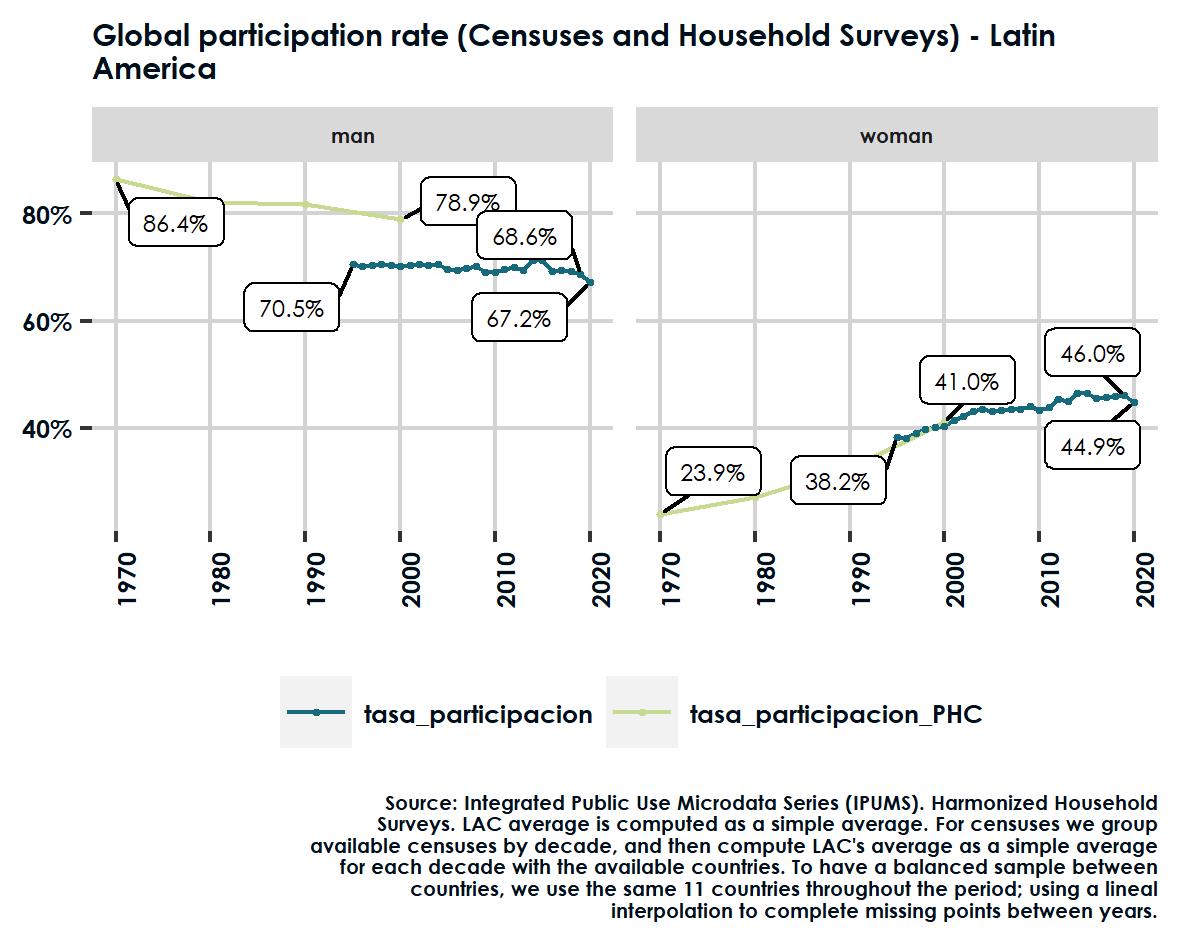 Global participation rate (Censuses and Household Surveys) - Latin
America
man
woman
80%
60%
40%
86.4%
78.9%
68.6%
70.5%
67.2%
46.0%
41.0%
44.9%
23.9%
38.2%
1970
1980
1990
2000
2010
2020
1970
1980
1990
2000
2010
2020
tasa_participacion
tasa_participacion_PHC
Source: Integrated Public Use Microdata Series (IPUMS). Harmonized Household
Surveys. LAC average is computed as a simple average. For censuses we group
available censuses by decade, and then compute LAC's average as a simple average
for each decade with the available countries. To have a balanced sample between
countries, we use the same 11 countries throughout the period; using a lineal
interpolation to complete missing points between years.